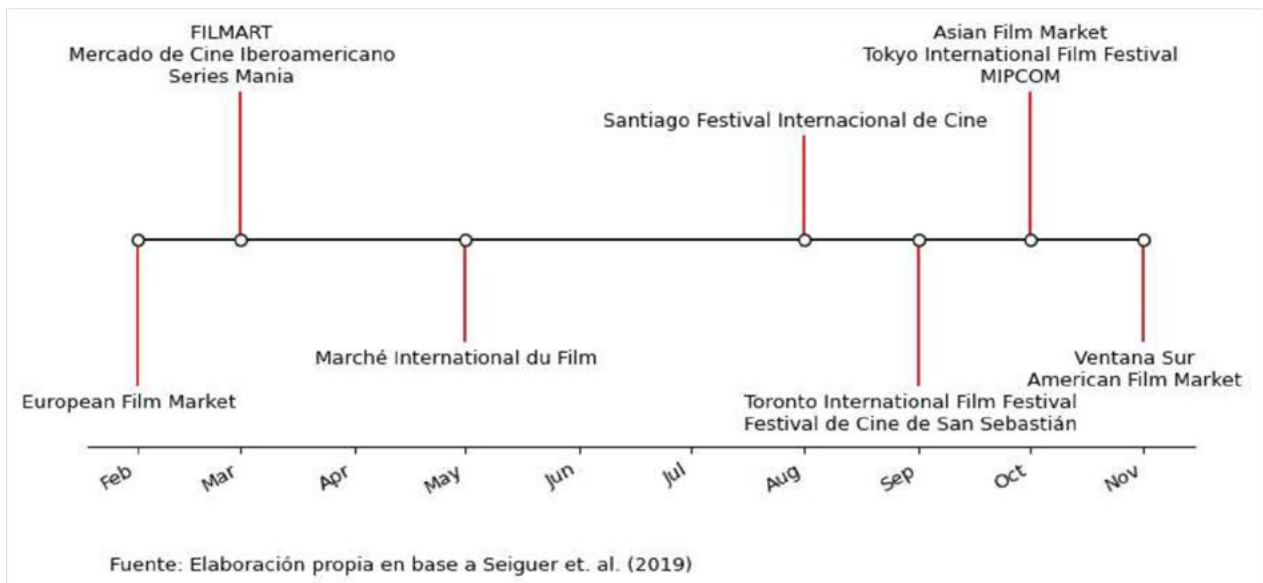 FILMART
Mercado de Cine Iberoamericano
Series Mania
Asian Film Market
Tokyo International Film Festival
MIPCOM
Santiago Festival Internacional de Cine
Marché International du Film
Ventana Sur
American Film Market
European Film Market
Toronto International Film Festival
Festival de Cine de San Sebastián
Feb
Mar
Apr
May
Jun
Jul
Aug
Sep
Oct
Nov
Fuente: Elaboración propia en base a Seiguer et. al. (2019)